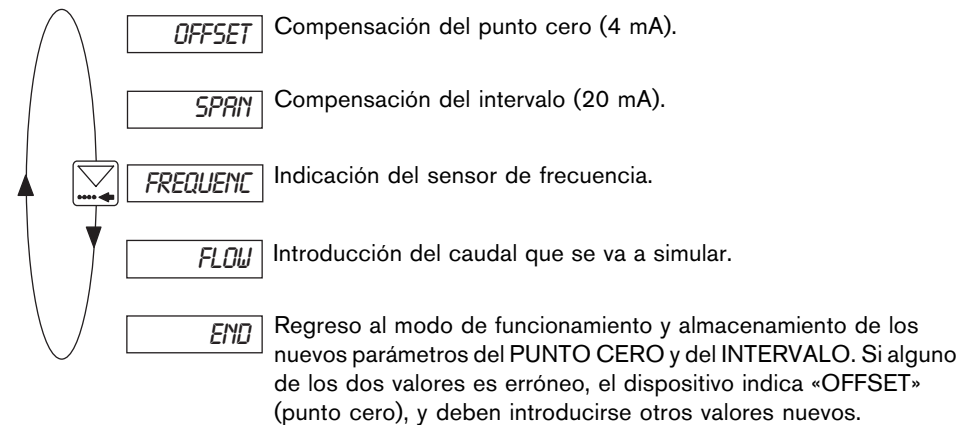 OFFSET Compensación del punto cero (4 mA).
SPAN Compensación del intervalo (20 mA).
FREQUENC Indicación del sensor de frecuencia.
FLOW Introducción del caudal que se va a simular.
END Regreso al modo de funcionamiento y almacenamiento de los
nuevos parámetros del PUNTO CERO y del INTERVALO. Si alguno
de los dos valores es erróneo, el dispositivo indica «OFFSET»
(punto cero), y deben introducirse otros valores nuevos.